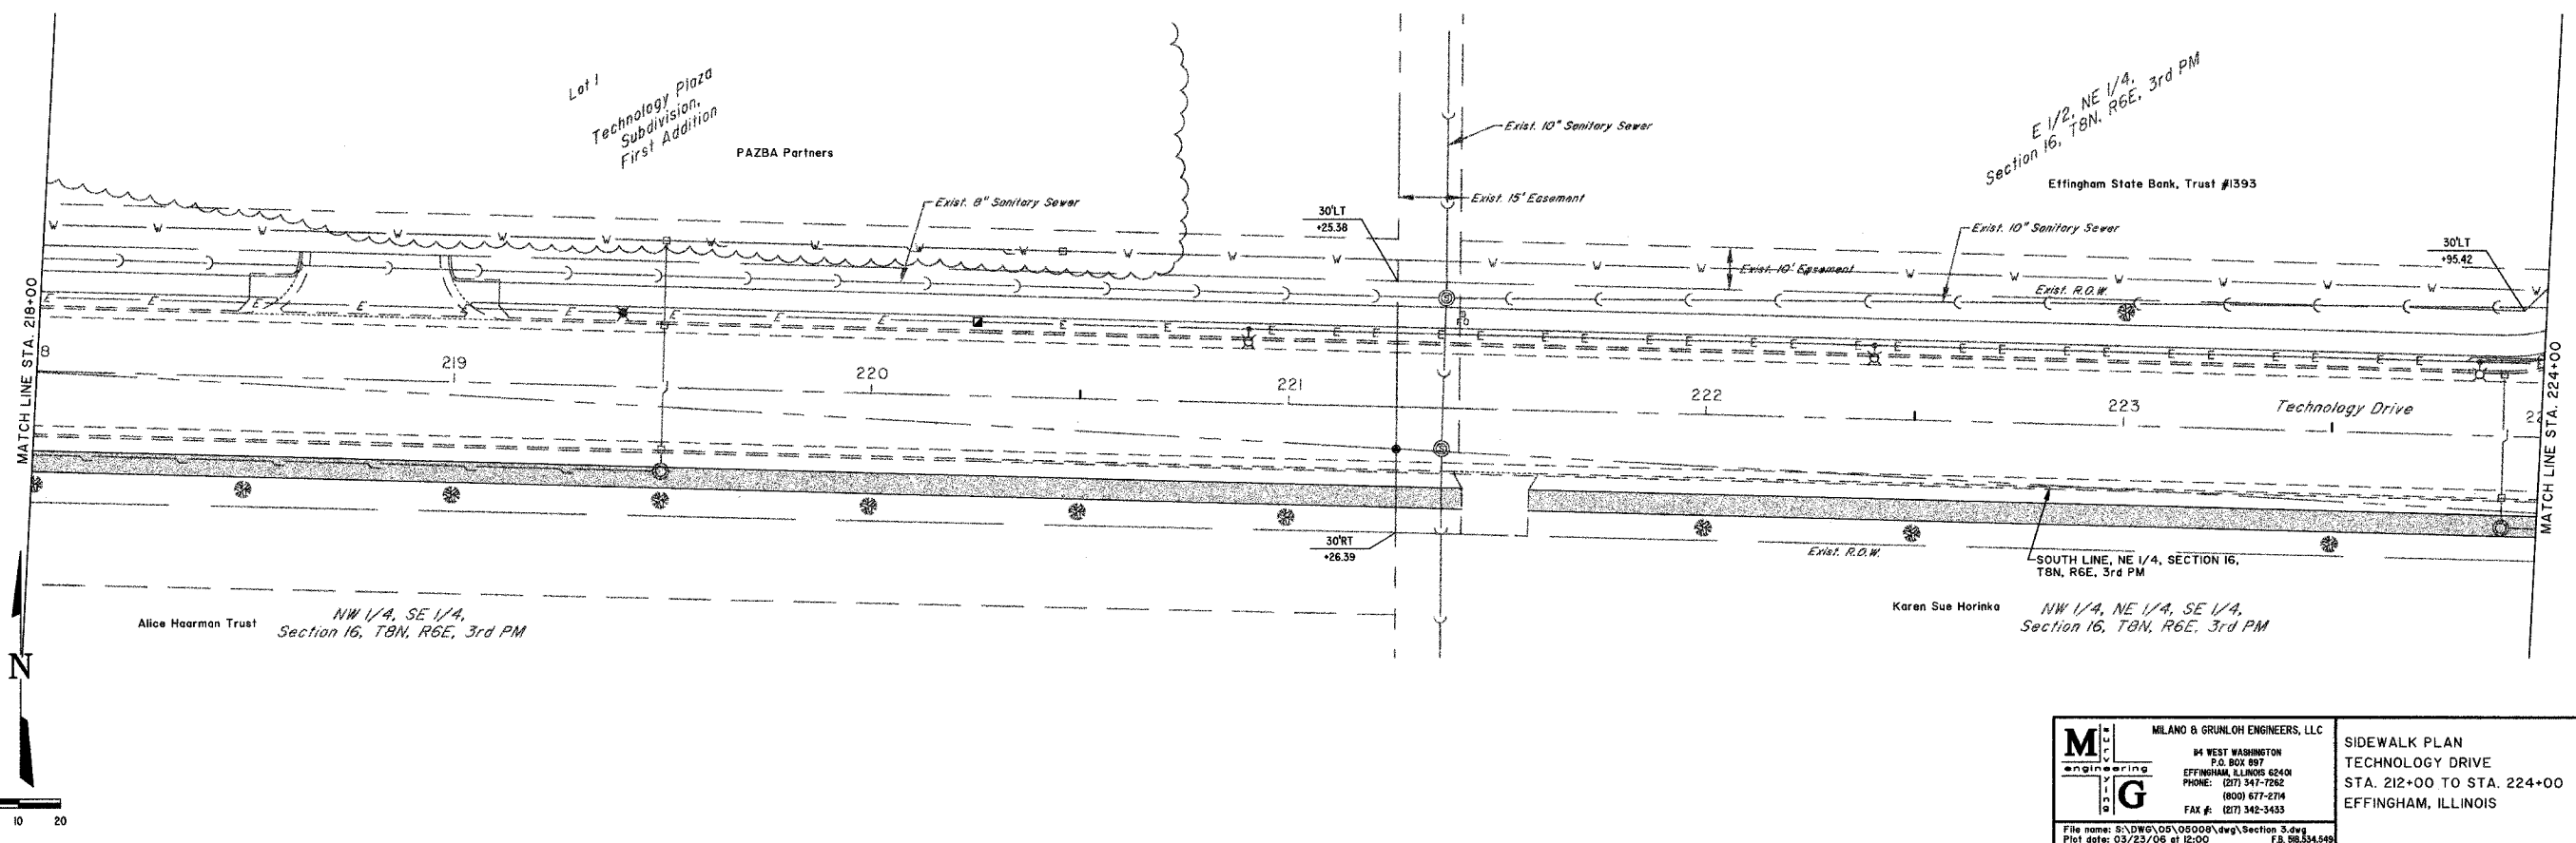 Lot 1
Technology Plaza
Subdivision,
First Addition
PAZBA Partners
Exist. 8" Sanitary Sewer
Exist. 10" Sanitary Sewer
Exist. 15' Easement
30'LT
+25.38
E 1/2, NE 1/4,
Section 16, T8N, R6E, 3rd PM
Effingham State Bank, Trust #1393
Exist. 10" Sanitary Sewer
Exist. 10' Easement
Exist. R.O.W.
30'LT
+95.42
MATCH LINE STA. 218+00
8
219
220
221
222
223
Technology Drive
22
MATCH LINE STA. 224+00
30'RT
+26.39
Exist. R.O.W.
SOUTH LINE, NE 1/4, SECTION 16,
T8N, R6E, 3rd PM
Alice Haarman Trust
NW 1/4, SE 1/4,
Section 16, T8N, R6E, 3rd PM
Karen Sue Horinka
NW 1/4, NE 1/4, SE 1/4,
Section 16, T8N, R6E, 3rd PM
N
10 20
M
G
engineering
surveying
MILANO & GRUNLOH ENGINEERS, LLC
114 WEST WASHINGTON
P.O. BOX 897
EFFINGHAM, ILLINOIS 62401
PHONE: (217) 347-7262
(800) 677-2714
FAX #: (217) 342-3433
File name: S:\DWG\05\05008\dwg\Section 3.dwg
Plot date: 03/23/06 at 12:00 F.B. 518,534,549
SIDEWALK PLAN
TECHNOLOGY DRIVE
STA. 212+00 TO STA. 224+00
EFFINGHAM, ILLINOIS